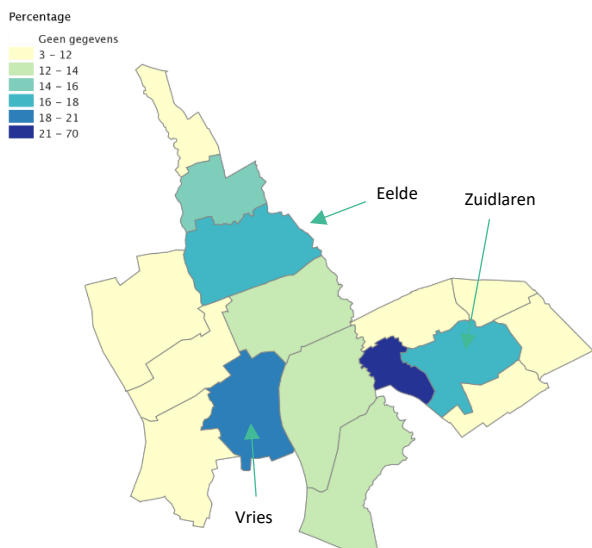 Percentage
Geen gegevens
3 – 12
12 – 14
14 – 16
16 – 18
18 – 21
21 – 70
Eelde
Zuidlaren
Vries